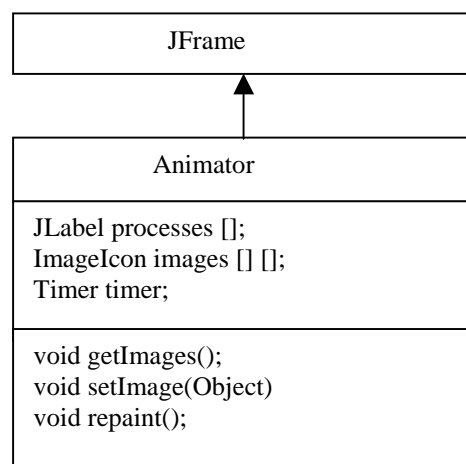 JFrame
Animator
JLabel processes [];
ImageIcon images [] [];
Timer timer;
void getImages();
void setImage(Object)
void repaint();